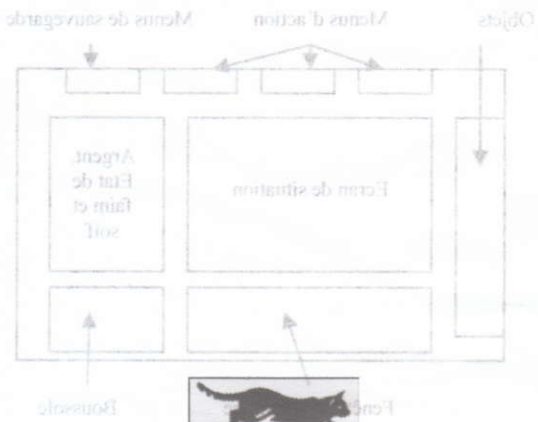 Objets Menus d'action Menus de sauvegarde
Ecran de situation
Argent.
Etat de
faim et
soif
Boussole